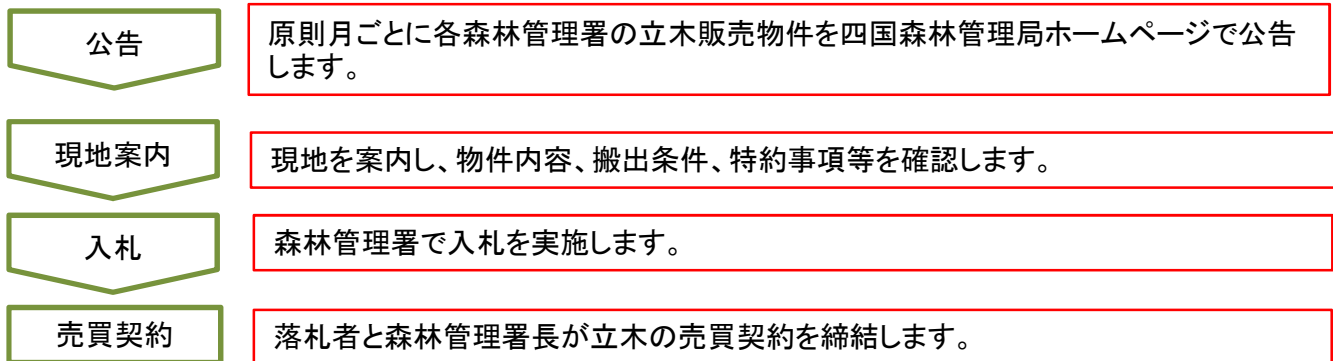 公告
原則月ごとに各森林管理署の立木販売物件を四国森林管理局ホームページで公告
します。
現地案内
現地を案内し、物件内容、搬出条件、特約事項等を確認します。
入札
森林管理署で入札を実施します。
売買契約
落札者と森林管理署長が立木の売買契約を締結します。